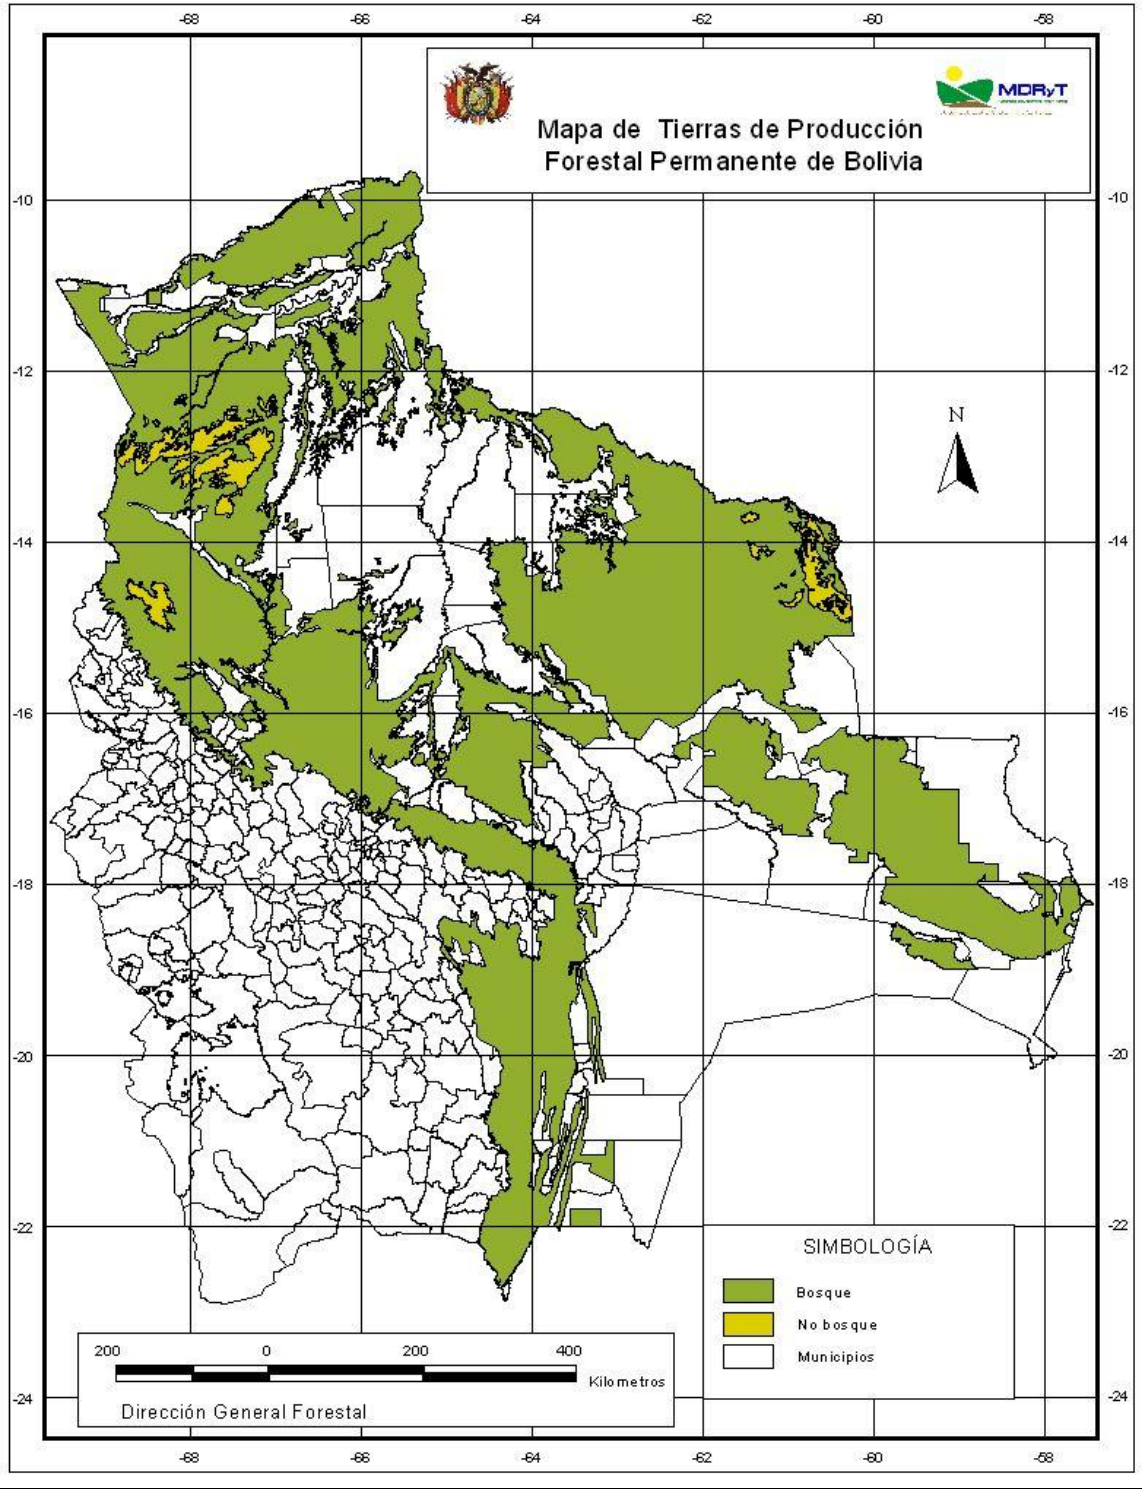 -68 -66 -64 -62 -60 -58
MDRyT
Mapa de Tierras de Producción
Forestal Permanente de Bolivia
-10 -10
-12 -12
N
-14 -14
-16 -16
-18 -18
-20 -20
-22 -22
SIMBOLOGÍA
Bosque
No bosque
Municipios
200 0 200 400
Kilometros
Dirección General Forestal
-24 -24
-68 -66 -64 -62 -60 -58